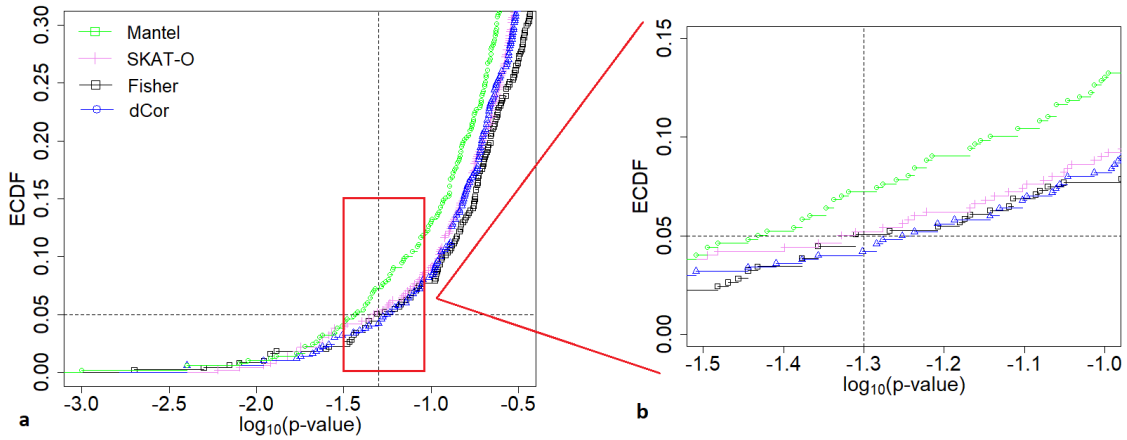 0.30
0.25
0.20
0.15
0.10
0.05
0.00
ECDF
Mantel
SKAT-O
Fisher
dCor
-3.0 -2.5 -2.0 -1.5 -1.0 -0.5
log10(p-value)
a
0.15
0.10
0.05
0.00
ECDF
-1.5 -1.4 -1.3 -1.2 -1.1 -1.0
log10(p-value)
b